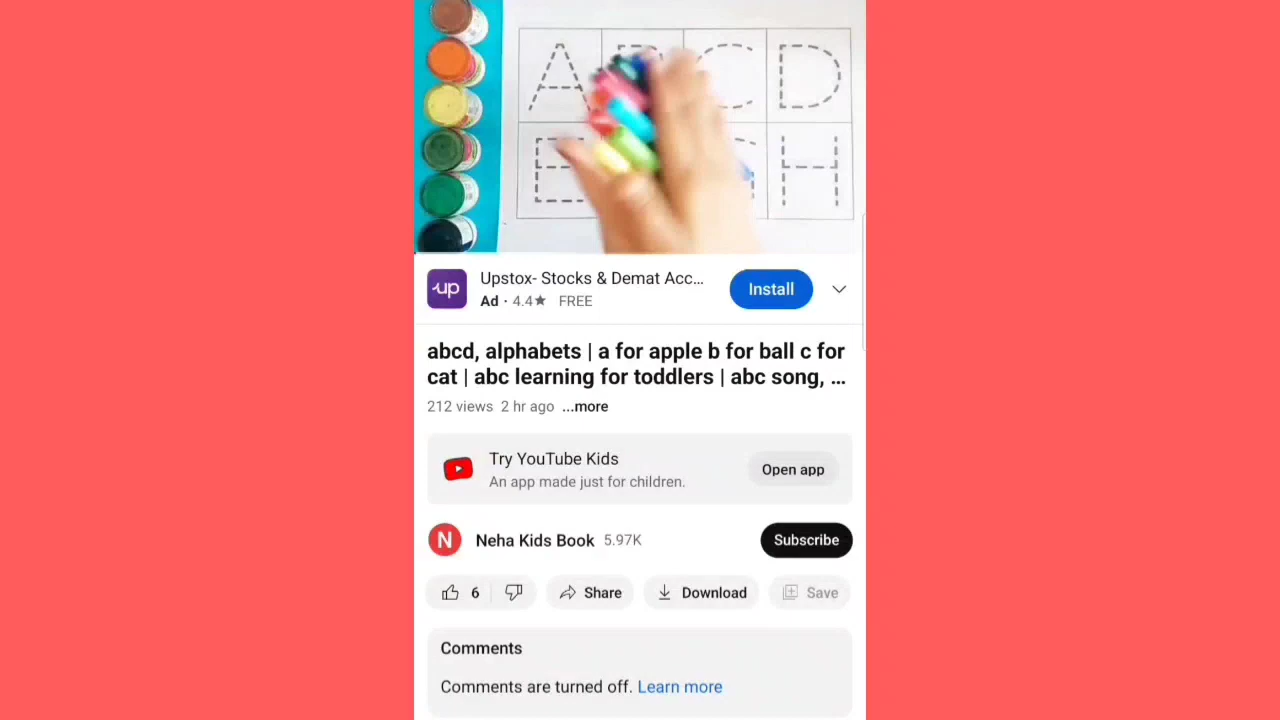 A B C D
E H
up
Upstox- Stocks & Demat Acc...
Ad · 4.4★ FREE
Install
abcd, alphabets | a for apple b for ball c for
cat | abc learning for toddlers | abc song, ...
212 views 2 hr ago ...more
Try YouTube Kids
An app made just for children.
Open app
N
Neha Kids Book 5.97K
Subscribe
6
Share
Download
Save
Comments
Comments are turned off. Learn more